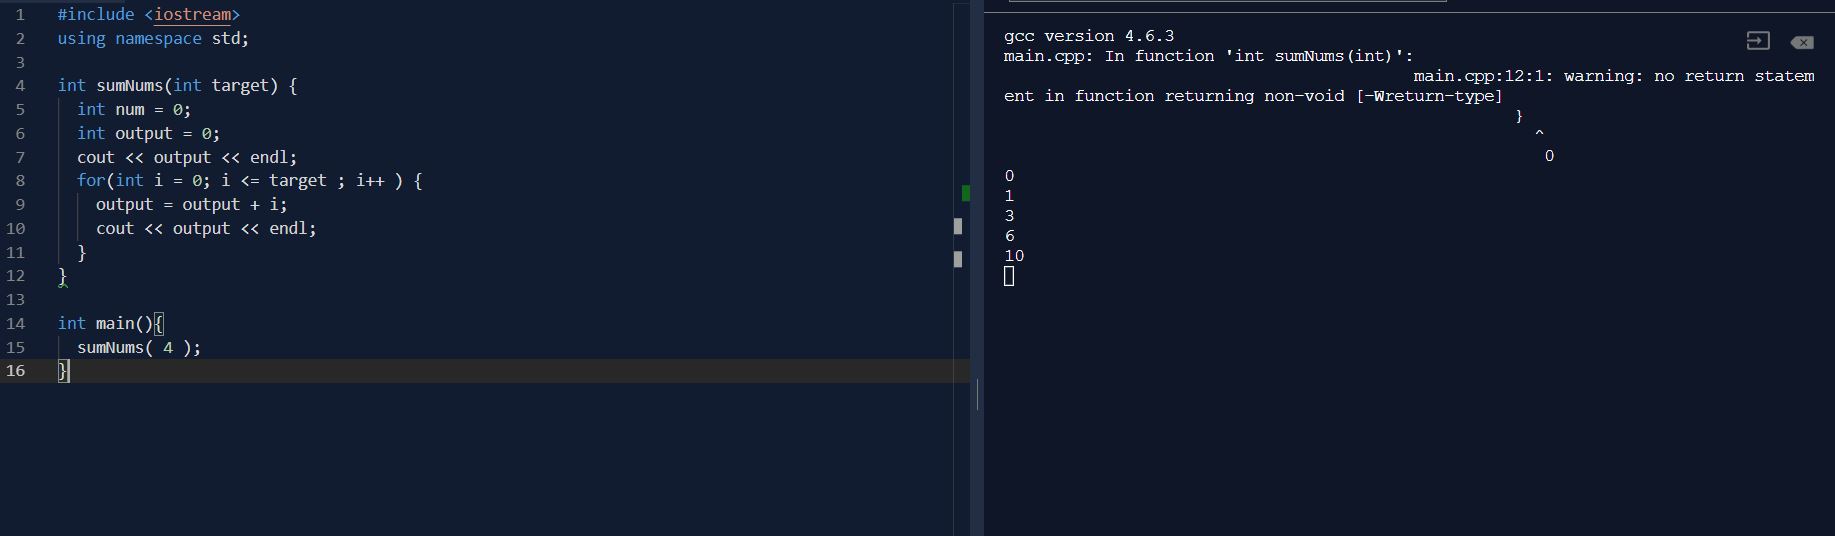 1 #include <iostream>
2 using namespace std;
3
4 int sumNums(int target) {
5   int num = 0;
6   int output = 0;
7   cout << output << endl;
8   for(int i = 0; i <= target ; i++ ) {
9     output = output + i;
10     cout << output << endl;
11   }
12 }
13
14 int main(){
15   sumNums( 4 );
16 }
gcc version 4.6.3
main.cpp: In function 'int sumNums(int)':
main.cpp:12:1: warning: no return statem
ent in function returning non-void [-Wreturn-type]
}
^
0
0
1
3
6
10